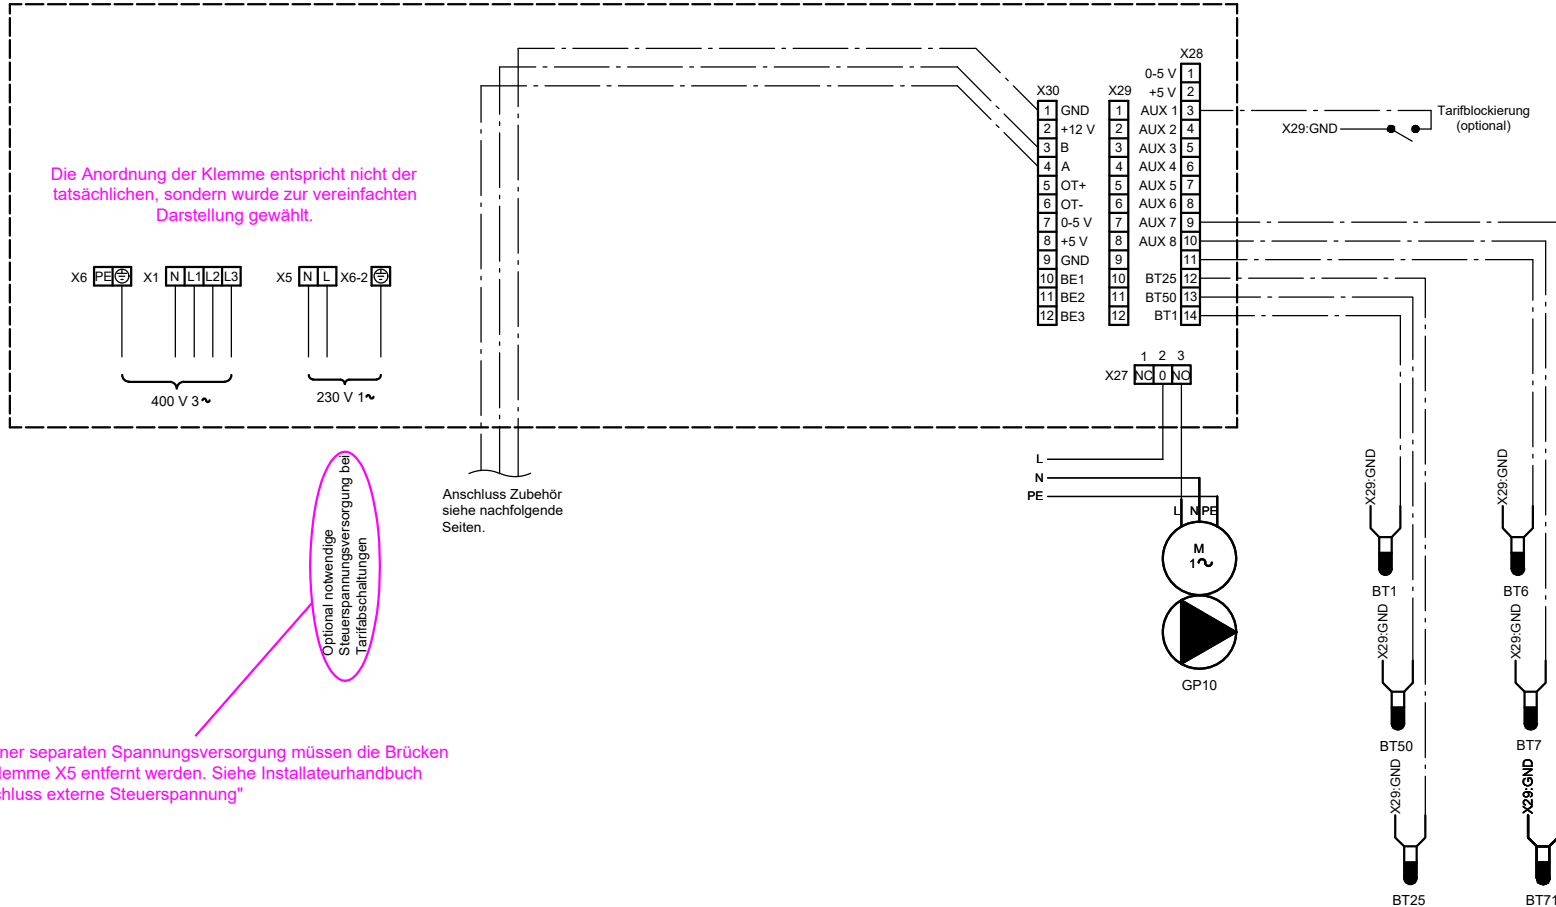 X28
0-5 V 1
+5 V 2
AUX 1 3
AUX 2 4
AUX 3 5
AUX 4 6
AUX 5 7
AUX 6 8
AUX 7 9
AUX 8 10
11
BT25 12
BT50 13
BT1 14
X30
1 GND
2 +12 V
3 B
4 A
5 OT+
6 OT-
7 0-5 V
8 +5 V
9 GND
10 BE1
11 BE2
12 BE3
X29
1
2
3
4
5
6
7
8
9
10
11
12
Tarifblockierung
(optional)
X29:GND
Die Anordnung der Klemme entspricht nicht der
tatsächlichen, sondern wurde zur vereinfachten
Darstellung gewählt.
X6 PE
X1 N L1 L2 L3
X5 N L X6-2
400 V 3~
230 V 1~
1 2 3
X27 NC 0 NO
L
N
PE
L N PE
M
1~
GP10
Anschluss Zubehör
siehe nachfolgende
Seiten.
Optional notwendige
Steuerspannungsversorgung bei
Tarifabschaltungen
ner separaten Spannungsversorgung müssen die Brücken
lemme X5 entfernt werden. Siehe Installateurhandbuch
hluss externe Steuerspannung"
X29:GND
BT1
X29:GND
BT6
X29:GND
BT50
X29:GND
BT7
X29:GND
BT25
X29:GND
BT71